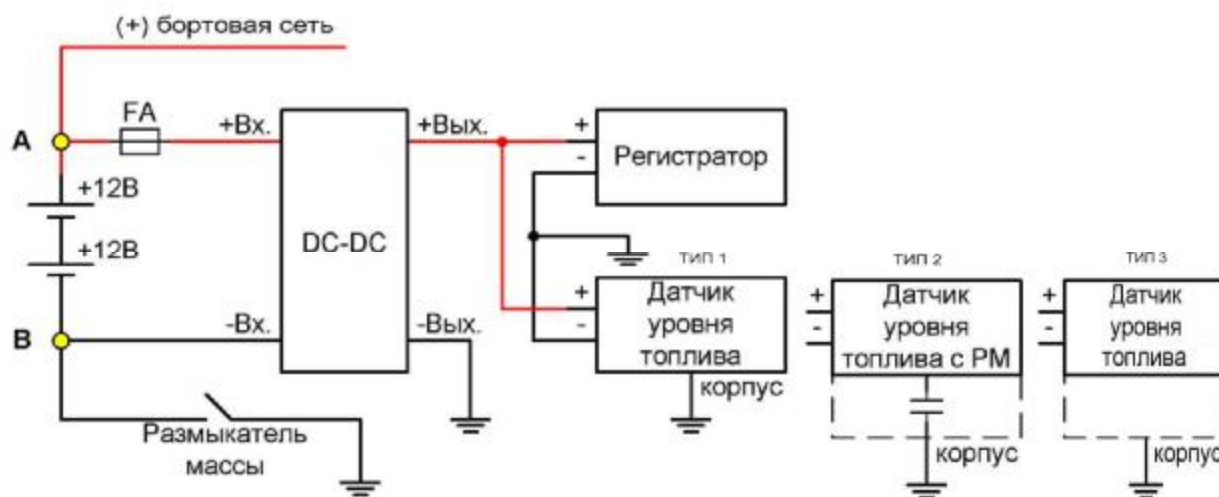 (+) бортовая сеть
FA
A
+Вх.
+Вых.
+
-
Регистратор
+12В
+12В
DC-DC
ТИП 1
ТИП 2
ТИП 3
+
-
Датчик
уровня
топлива
+
-
Датчик
уровня
топлива с РМ
+
-
Датчик
уровня
топлива
B
-Вх.
-Вых.
корпус
корпус
корпус
Размыкатель
массы